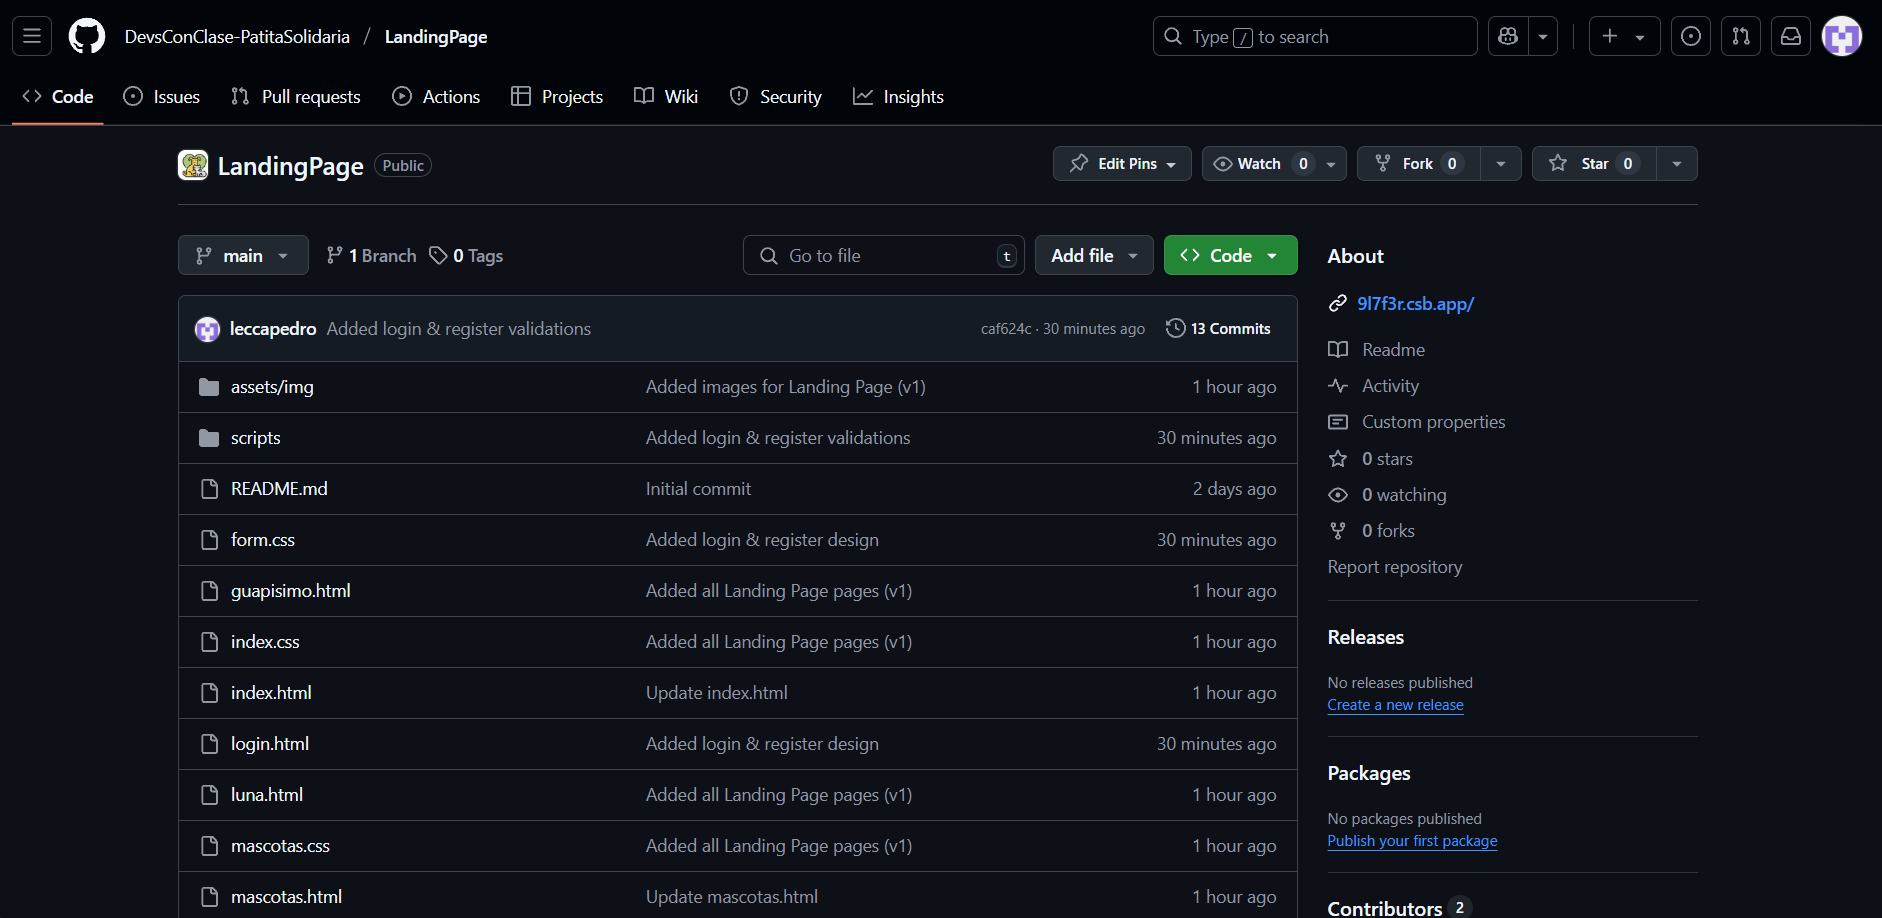 DevsConClase-PatitaSolidaria / LandingPage
Type / to search
Code Issues Pull requests Actions Projects Wiki Security Insights
LandingPage Public
Edit Pins Watch 0 Fork 0 Star 0
main 1 Branch 0 Tags Go to file t Add file Code
leccapedro Added login & register validations caf624c · 30 minutes ago 13 Commits
assets/img Added images for Landing Page (v1) 1 hour ago
scripts Added login & register validations 30 minutes ago
README.md Initial commit 2 days ago
form.css Added login & register design 30 minutes ago
guapisimo.html Added all Landing Page pages (v1) 1 hour ago
index.css Added all Landing Page pages (v1) 1 hour ago
index.html Update index.html 1 hour ago
login.html Added login & register design 30 minutes ago
luna.html Added all Landing Page pages (v1) 1 hour ago
mascotas.css Added all Landing Page pages (v1) 1 hour ago
mascotas.html Update mascotas.html 1 hour ago
About
9l7f3r.csb.app/
Readme
Activity
Custom properties
0 stars
0 watching
0 forks
Report repository
Releases
No releases published
Create a new release
Packages
No packages published
Publish your first package
Contributors 2